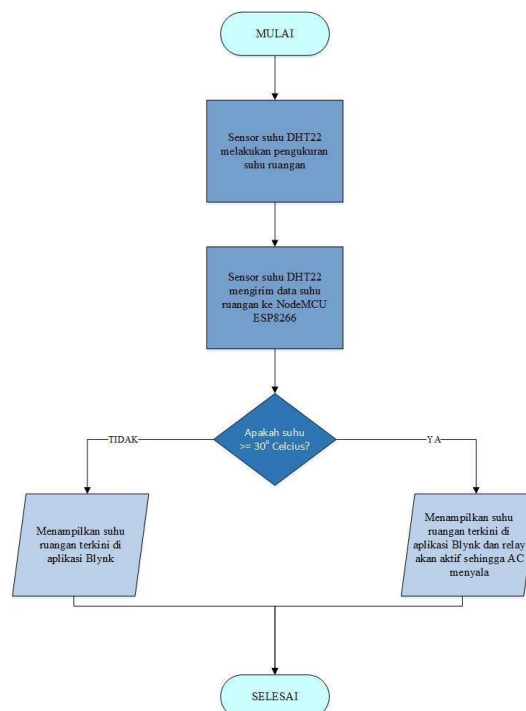 MULAI
Sensor suhu DHT22
melakukan pengukuran
suhu ruangan
Sensor suhu DHT22
mengirim data suhu
ruangan ke NodeMCU
ESP8266
Apakah suhu
>= 30° Celcius?
TIDAK
YA
Menampilkan suhu
ruangan terkini di
aplikasi Blynk
Menampilkan suhu
ruangan terkini di
aplikasi Blynk dan relay
akan aktif sehingga AC
menyala
SELESAI